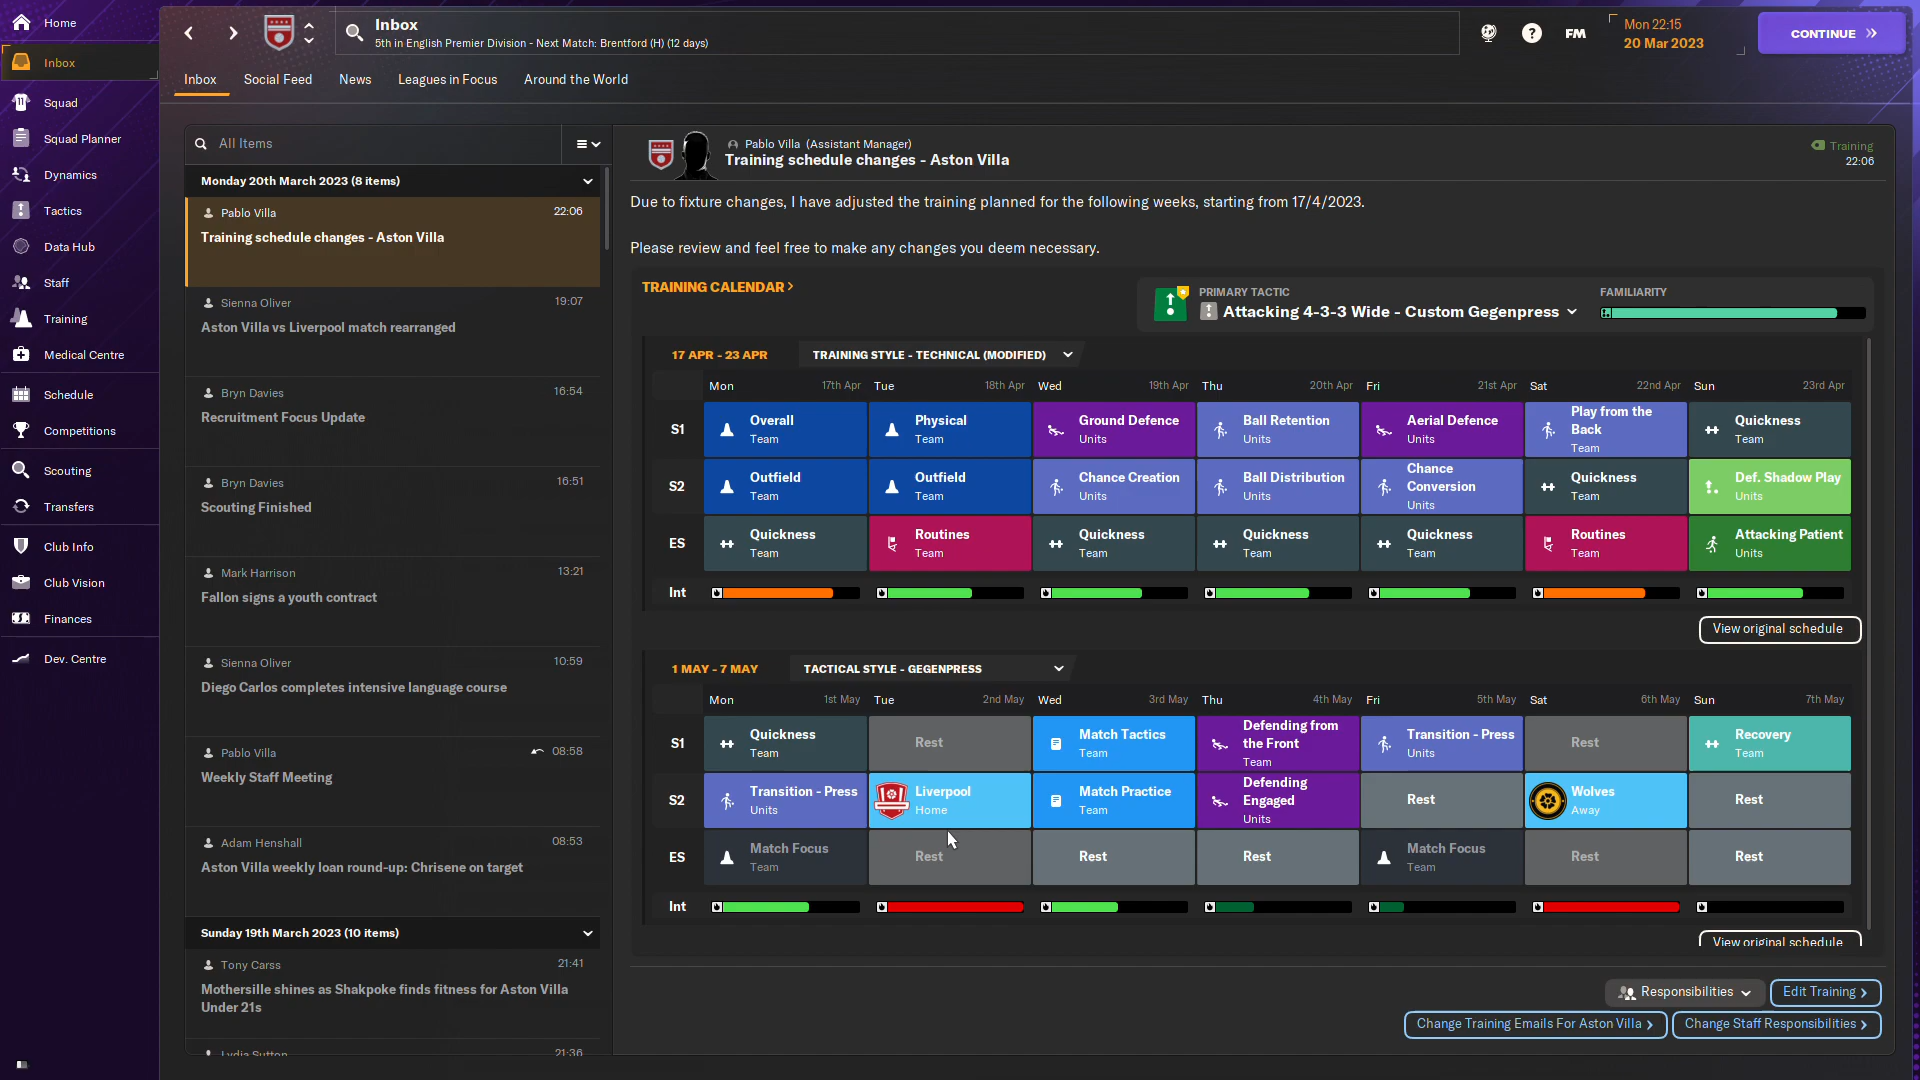 Home
Inbox
Squad
Squad Planner
Dynamics
Tactics
Data Hub
Staff
Training
Medical Centre
Schedule
Competitions
Scouting
Transfers
Club Info
Club Vision
Finances
Dev. Centre
Inbox
5th in English Premier Division - Next Match: Brentford (H) (12 days)
FM
Mon 22:15
20 Mar 2023
CONTINUE
Inbox Social Feed News Leagues in Focus Around the World
All Items
Monday 20th March 2023 (8 items)
Pablo Villa 22:06
Training schedule changes - Aston Villa
Sienna Oliver 19:07
Aston Villa vs Liverpool match rearranged
Bryn Davies 16:54
Recruitment Focus Update
Bryn Davies 16:51
Scouting Finished
Mark Harrison 13:21
Fallon signs a youth contract
Sienna Oliver 10:59
Diego Carlos completes intensive language course
Pablo Villa 08:58
Weekly Staff Meeting
Adam Henshall 08:53
Aston Villa weekly loan round-up: Chrisene on target
Sunday 19th March 2023 (10 items)
Tony Carss 21:41
Mothersille shines as Shakpoke finds fitness for Aston Villa
Under 21s
Lydia Sutton 21:36
Pablo Villa (Assistant Manager)
Training schedule changes - Aston Villa
Training
22:06
Due to fixture changes, I have adjusted the training planned for the following weeks, starting from 17/4/2023.
Please review and feel free to make any changes you deem necessary.
TRAINING CALENDAR
PRIMARY TACTIC
Attacking 4-3-3 Wide - Custom Gegenpress
FAMILIARITY
17 APR - 23 APR TRAINING STYLE - TECHNICAL (MODIFIED)
Mon 17th Apr Tue 18th Apr Wed 19th Apr Thu 20th Apr Fri 21st Apr Sat 22nd Apr Sun 23rd Apr
S1
Overall Team
Physical Team
Ground Defence Units
Ball Retention Units
Aerial Defence Units
Play from the Back Team
Quickness Team
S2
Outfield Team
Outfield Team
Chance Creation Units
Ball Distribution Units
Chance Conversion Units
Quickness Team
Def. Shadow Play Units
ES
Quickness Team
Routines Team
Quickness Team
Quickness Team
Quickness Team
Routines Team
Attacking Patient Units
Int
View original schedule
1 MAY - 7 MAY TACTICAL STYLE - GEGENPRESS
Mon 1st May Tue 2nd May Wed 3rd May Thu 4th May Fri 5th May Sat 6th May Sun 7th May
S1
Quickness Team
Rest
Match Tactics Team
Defending from the Front Team
Transition - Press Units
Rest
Recovery Team
S2
Transition - Press Units
Liverpool Home
Match Practice Team
Defending Engaged Units
Rest
Wolves Away
Rest
ES
Match Focus Team
Rest
Rest
Rest
Match Focus Team
Rest
Rest
Int
View original schedule
Responsibilities
Edit Training
Change Training Emails For Aston Villa
Change Staff Responsibilities